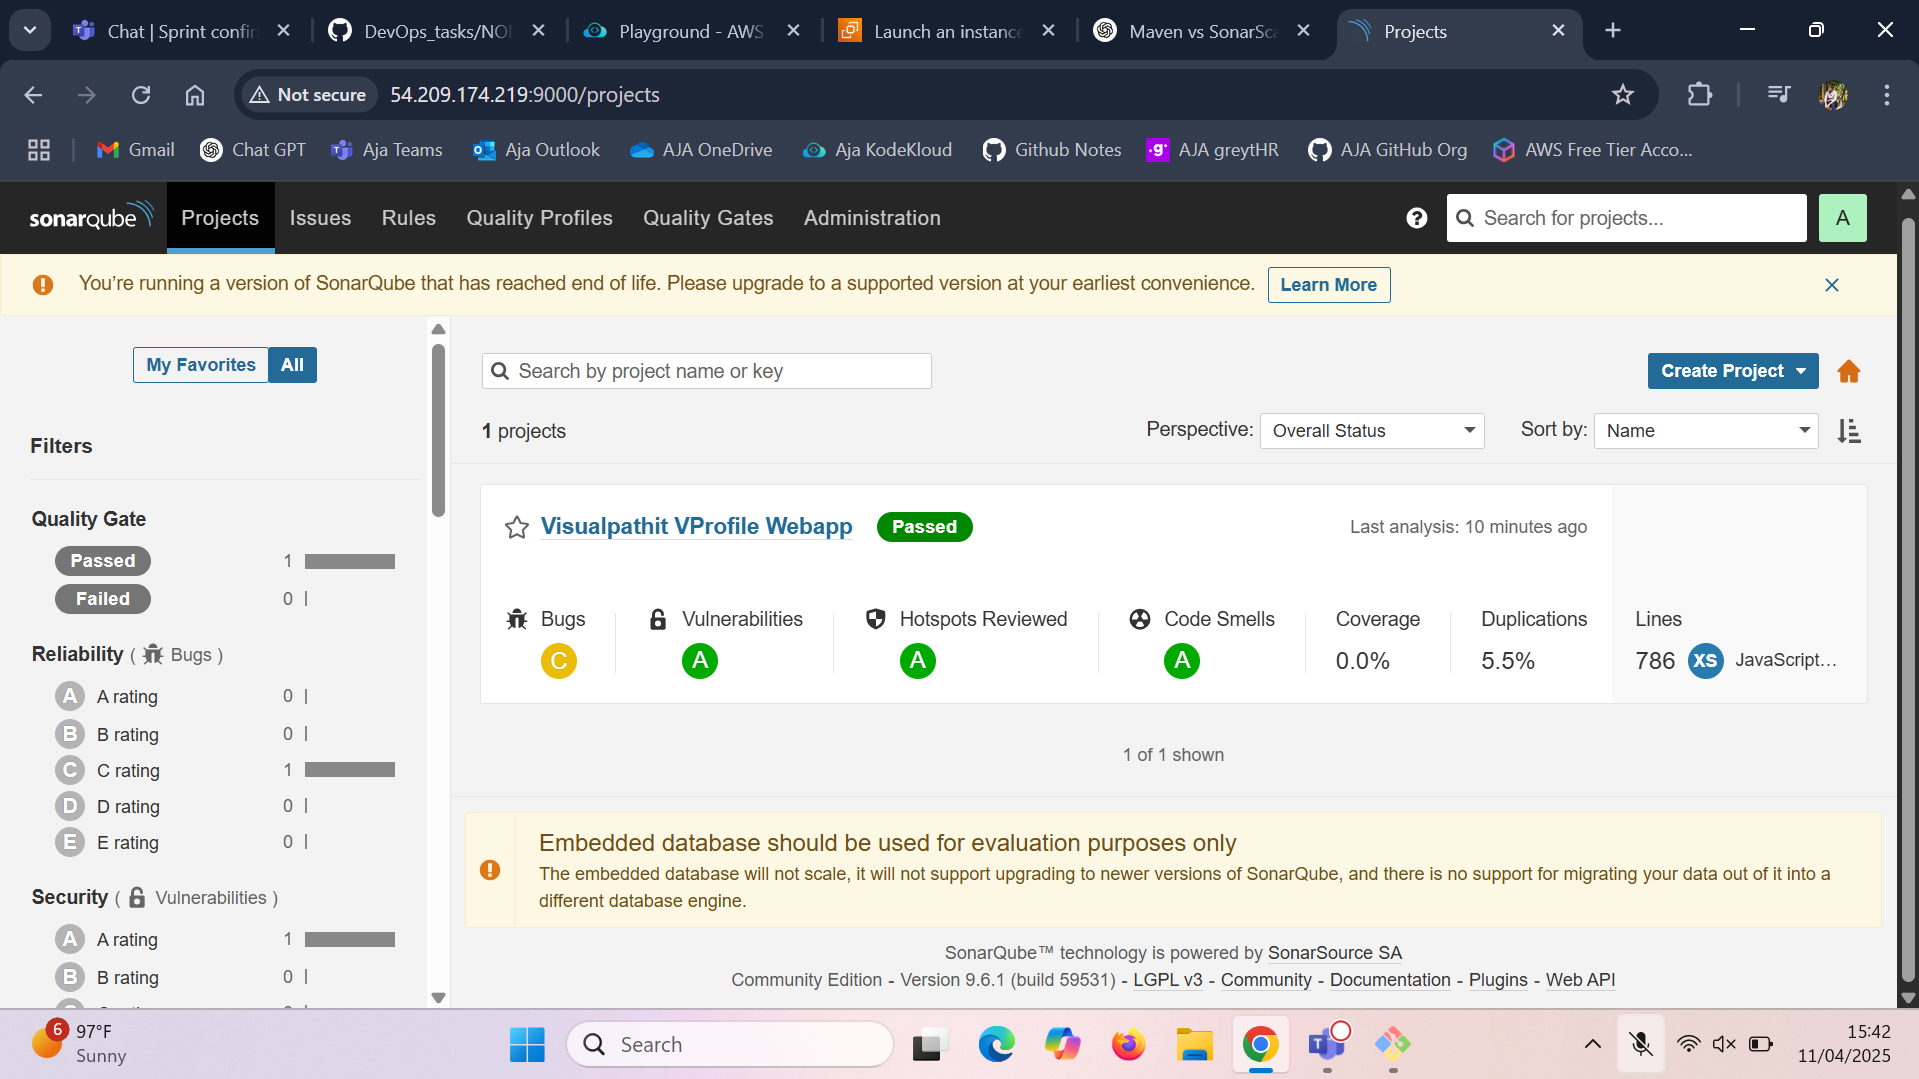 Chat | Sprint confir
DevOps_tasks/NOD
Playground - AWS
Launch an instance
Maven vs SonarSca
Projects
Not secure
54.209.174.219:9000/projects
Gmail
Chat GPT
Aja Teams
Aja Outlook
AJA OneDrive
Aja KodeKloud
Github Notes
.g'
AJA greytHR
AJA GitHub Org
AWS Free Tier Acco...
sonarqube
Projects
Issues
Rules
Quality Profiles
Quality Gates
Administration
Search for projects...
A
You're running a version of SonarQube that has reached end of life. Please upgrade to a supported version at your earliest convenience.
Learn More
My Favorites
All
Filters
Quality Gate
Passed 1
Failed 0
Reliability ( Bugs )
A A rating 0
B B rating 0
C C rating 1
D D rating 0
E E rating 0
Security ( Vulnerabilities )
A A rating 1
B B rating 0
Search by project name or key
Create Project
1 projects
Perspective: Overall Status
Sort by: Name
Visualpathit VProfile Webapp
Passed
Last analysis: 10 minutes ago
Bugs
Vulnerabilities
Hotspots Reviewed
Code Smells
Coverage
Duplications
Lines
C
A
A
A
0.0%
5.5%
786
XS
JavaScript...
1 of 1 shown
Embedded database should be used for evaluation purposes only
The embedded database will not scale, it will not support upgrading to newer versions of SonarQube, and there is no support for migrating your data out of it into a
different database engine.
SonarQube™ technology is powered by SonarSource SA
Community Edition - Version 9.6.1 (build 59531) - LGPL v3 - Community - Documentation - Plugins - Web API
6
97°F
Sunny
Search
15:42
11/04/2025